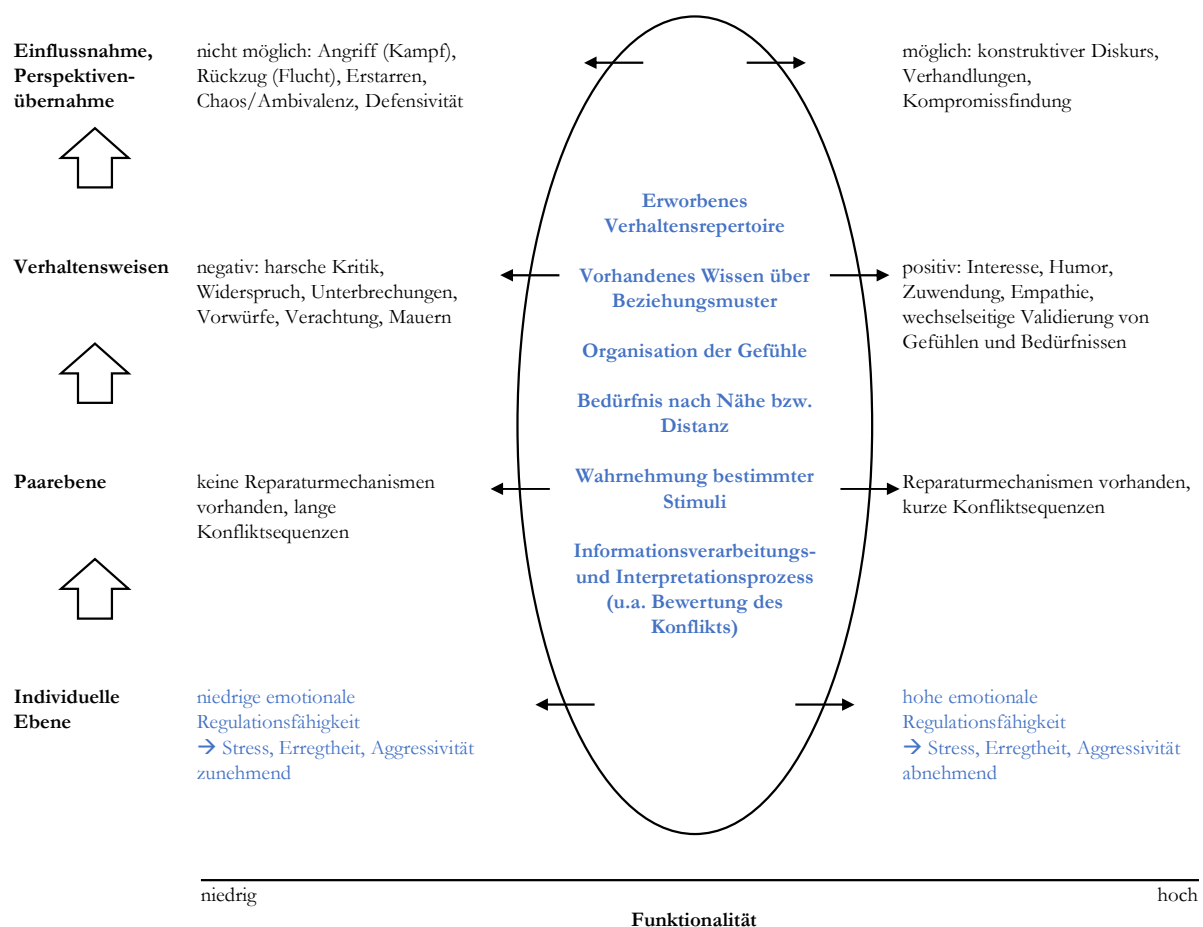 Einflussnahme,
Perspektiven-
übernahme
nicht möglich: Angriff (Kampf),
Rückzug (Flucht), Erstarren,
Chaos/Ambivalenz, Defensivität
möglich: konstruktiver Diskurs,
Verhandlungen,
Kompromissfindung
Erworbenes
Verhaltensrepertoire
Verhaltensweisen
negativ: harsche Kritik,
Widerspruch, Unterbrechungen,
Vorwürfe, Verachtung, Mauern
Vorhandenes Wissen über
Beziehungsmuster
positiv: Interesse, Humor,
Zuwendung, Empathie,
wechselseitige Validierung von
Gefühlen und Bedürfnissen
Organisation der Gefühle
Bedürfnis nach Nähe bzw.
Distanz
Paarebene
keine Reparaturmechanismen
vorhanden, lange
Konfliktsequenzen
Wahrnehmung bestimmter
Stimuli
Reparaturmechanismen vorhanden,
kurze Konfliktsequenzen
Informationsverarbeitungs-
und Interpretationsprozess
(u.a. Bewertung des
Konflikts)
Individuelle
Ebene
niedrige emotionale
Regulationsfähigkeit
→ Stress, Erregtheit, Aggressivität
zunehmend
hohe emotionale
Regulationsfähigkeit
→ Stress, Erregtheit, Aggressivität
abnehmend
niedrig
hoch
Funktionalität